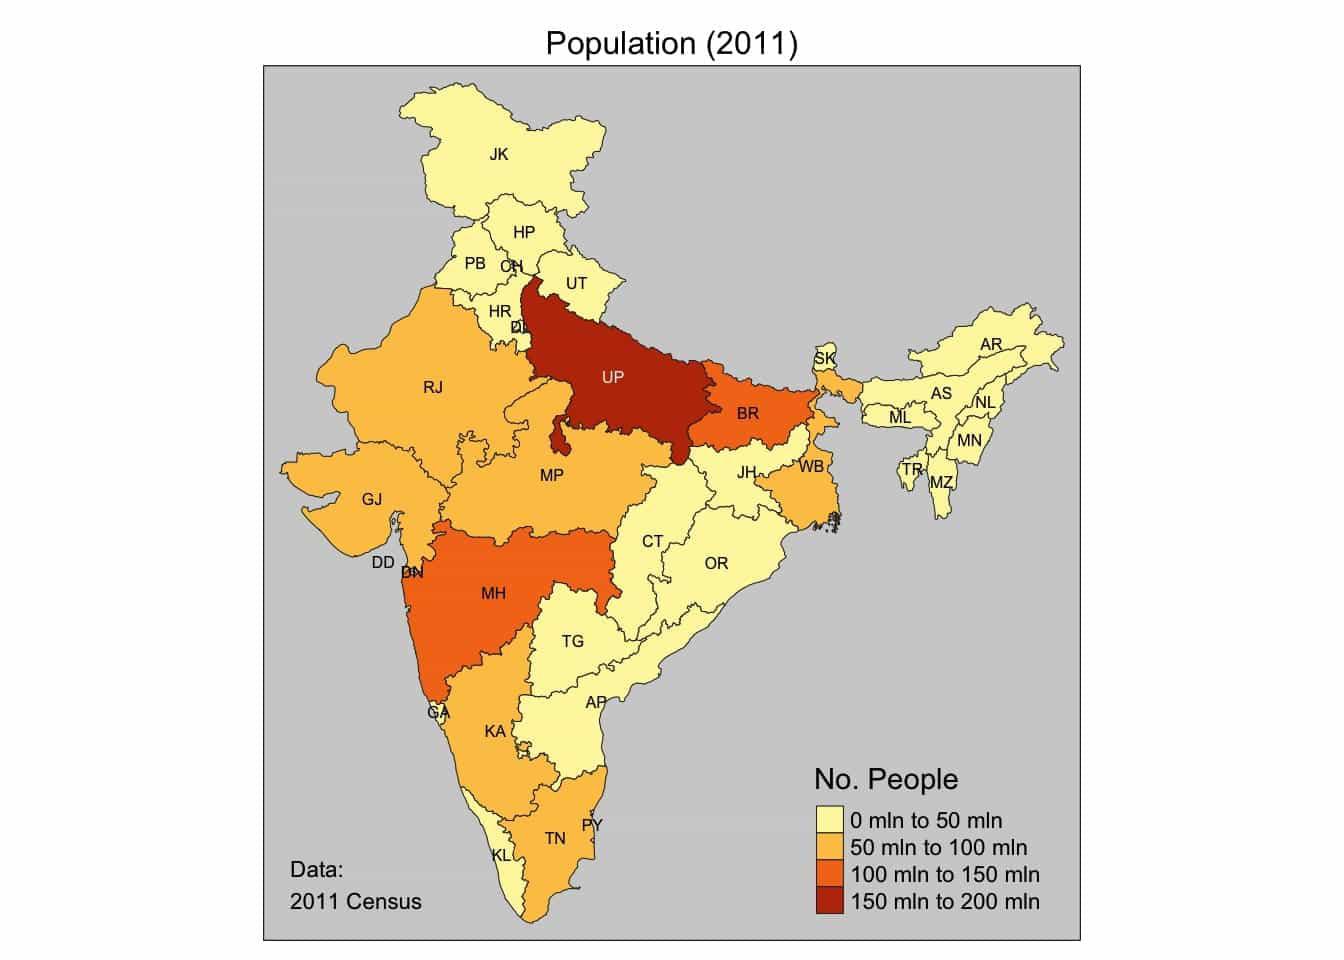 Population (2011)
JK
HP
PB
CH
UT
HR
DL
AR
SK
UP
RJ
AS
NL
BR
ML
MN
WB
TR
JH
MP
MZ
GJ
CT
DD
OR
DN
MH
TG
AP
GA
KA
No. People
0 mln to 50 mln
PY
TN
50 mln to 100 mln
KL
Data:
100 mln to 150 mln
2011 Census
150 mln to 200 mln